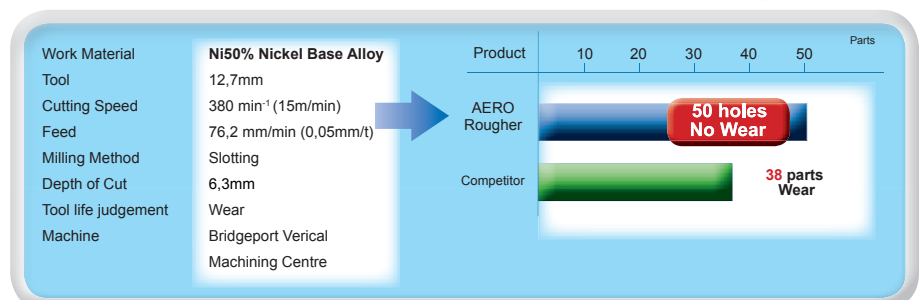 Work Material Ni50% Nickel Base Alloy
Tool 12,7mm
Cutting Speed 380 min⁻¹ (15m/min)
Feed 76,2 mm/min (0,05mm/t)
Milling Method Slotting
Depth of Cut 6,3mm
Tool life judgement Wear
Machine Bridgeport Verical
Machining Centre
Parts
Product 10 20 30 40 50
AERO
Rougher
50 holes
No Wear
Competitor
38 parts
Wear